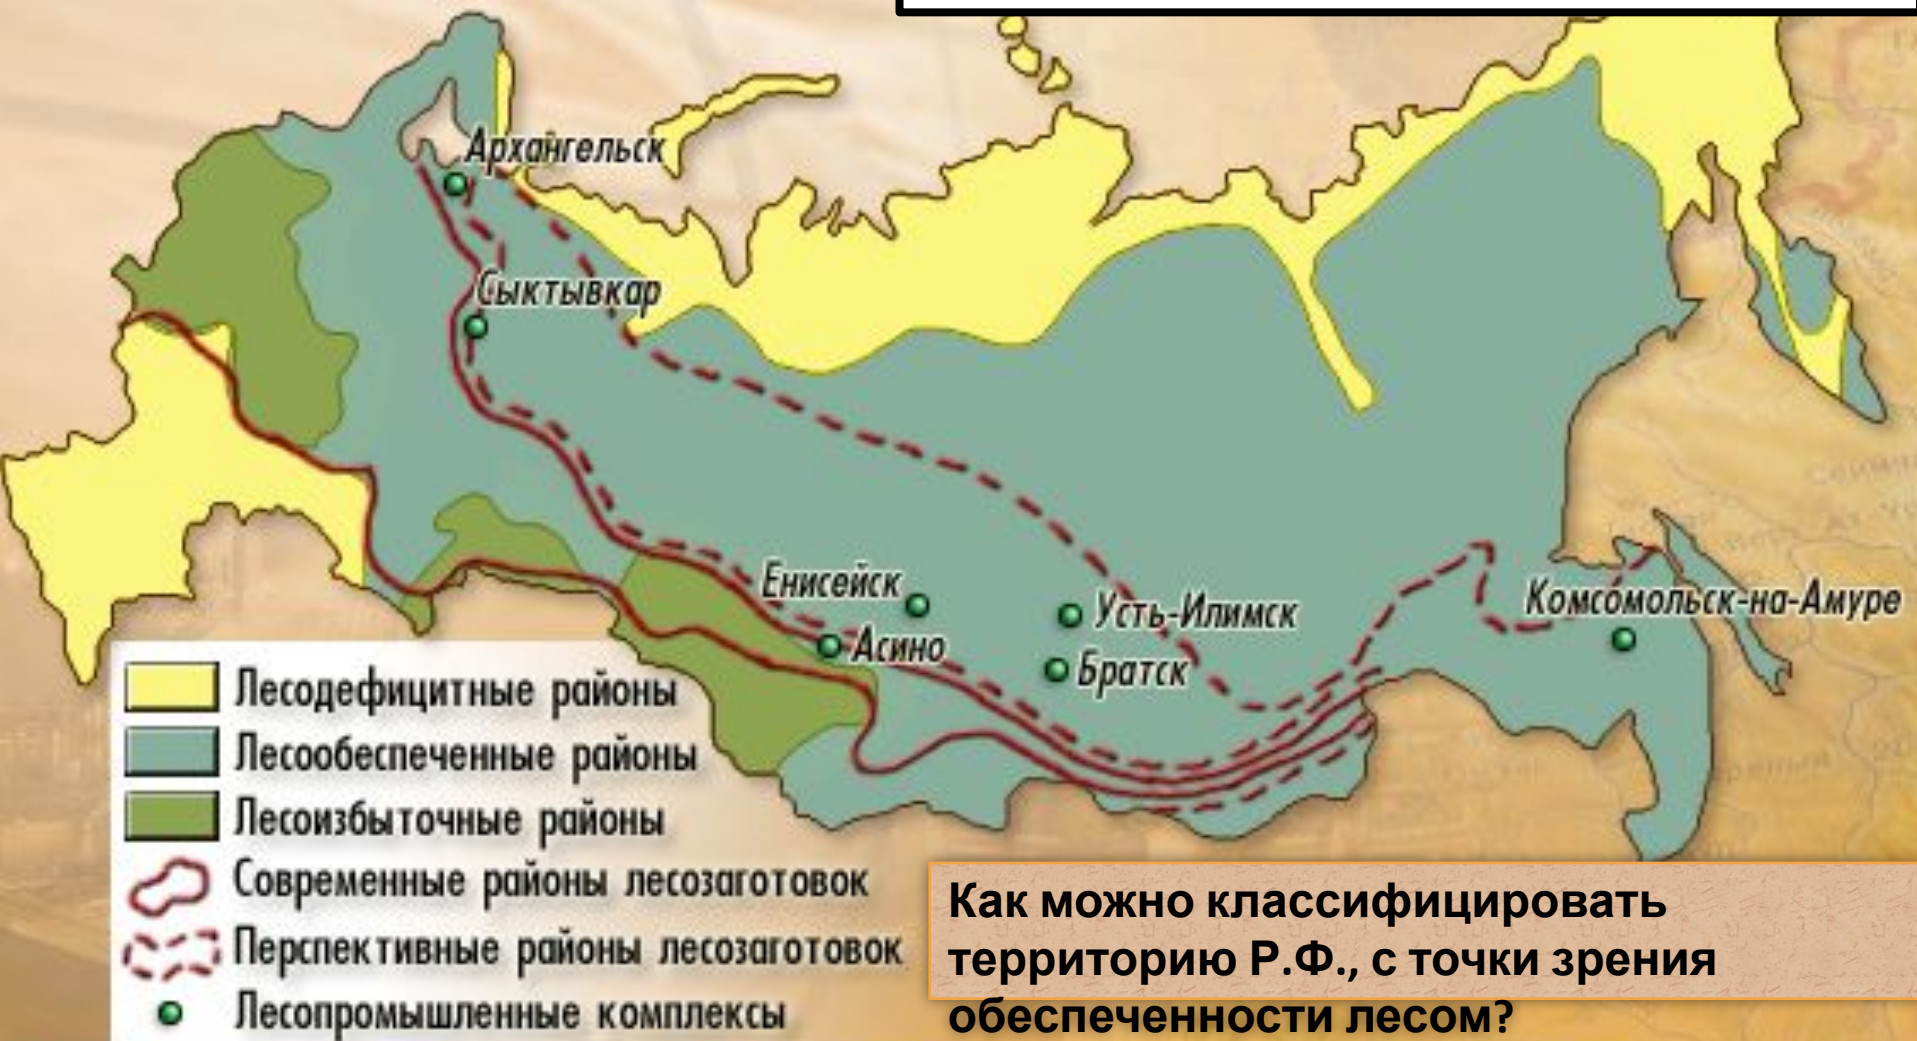 Архангельск
Сыктывкар
Енисейск
Усть-Илимск
Комсомольск-на-Амуре
Асино
Братск
Лесодефицитные районы
Лесообеспеченные районы
Лесоизбыточные районы
Современные районы лесозаготовок
Перспективные районы лесозаготовок
Лесопромышленные комплексы
Как можно классифицировать
территорию Р.Ф., с точки зрения
обеспеченности лесом?